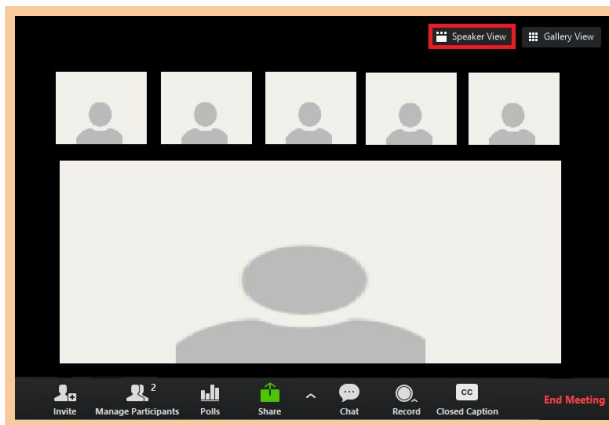 Speaker View Gallery View
2
CC
Invite Manage Participants Polls Share Chat Record Closed Caption End Meeting